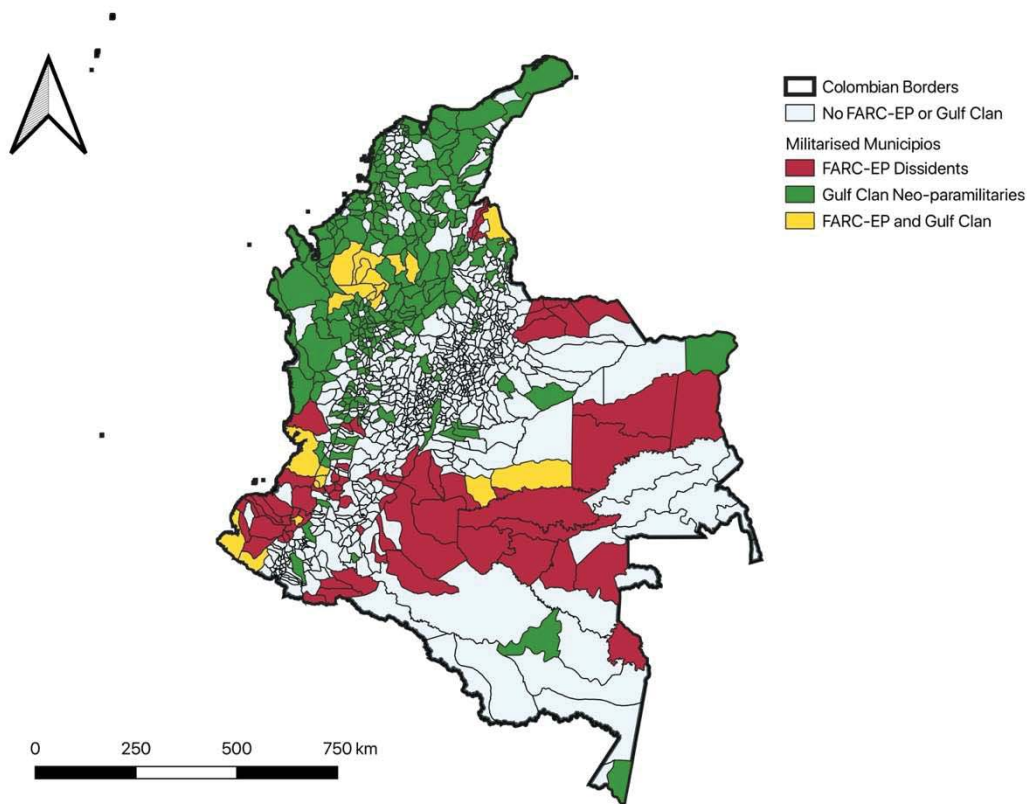 Colombian Borders
No FARC-EP or Gulf Clan
Militarised Municipios
FARC-EP Dissidents
Gulf Clan Neo-paramilitaries
FARC-EP and Gulf Clan
0 250 500 750 km